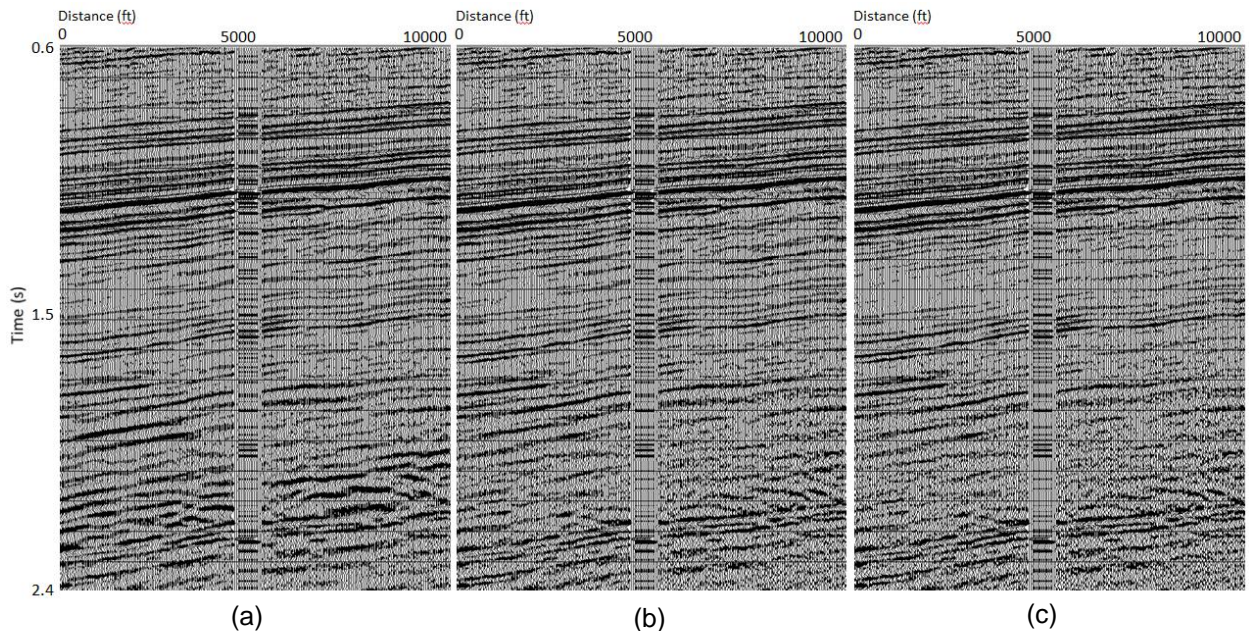 Distance (ft) Distance (ft) Distance (ft)
0 5000 10000 0 5000 10000 0 5000 10000
0.6
Time (s)
1.5
2.4
(a) (b) (c)